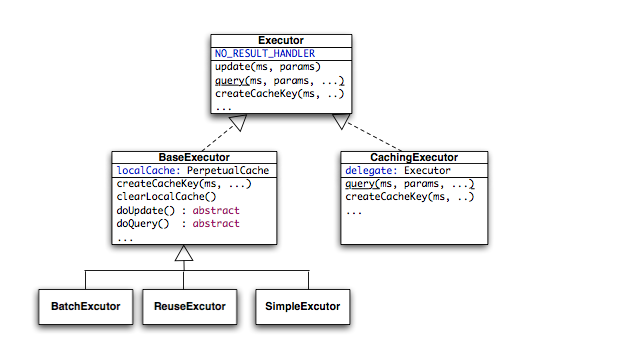 Executor
NO_RESULT_HANDLER
update(ms, params)
query(ms, params, ...)
createCacheKey(ms, ..)
...
BaseExecutor
localCache: PerpetualCache
createCacheKey(ms, ...)
clearLocalCache()
doUpdate() : abstract
doQuery() : abstract
...
CachingExecutor
delegate: Executor
query(ms, params, ...)
createCacheKey(ms, ..)
...
BatchExcutor
ReuseExcutor
SimpleExcutor